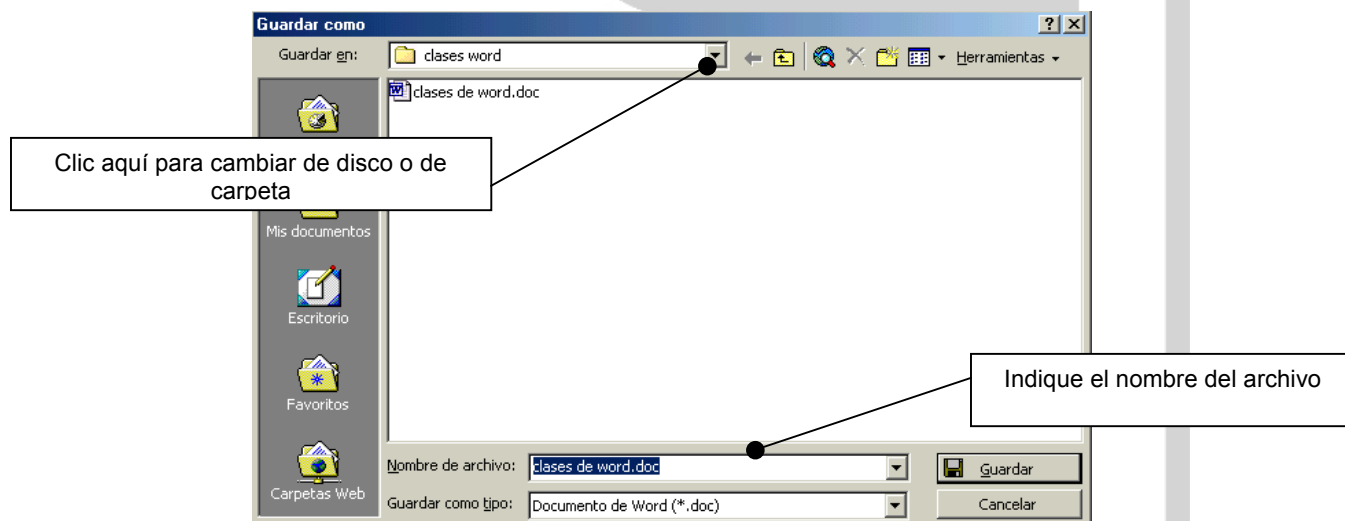 Guardar como
Guardar en: clases word Herramientas
clases de word.doc
Clic aquí para cambiar de disco o de
carpeta
Mis documentos
Escritorio
Favoritos
Indique el nombre del archivo
Carpetas Web
Nombre de archivo: clases de word.doc Guardar
Guardar como tipo: Documento de Word (*.doc) Cancelar